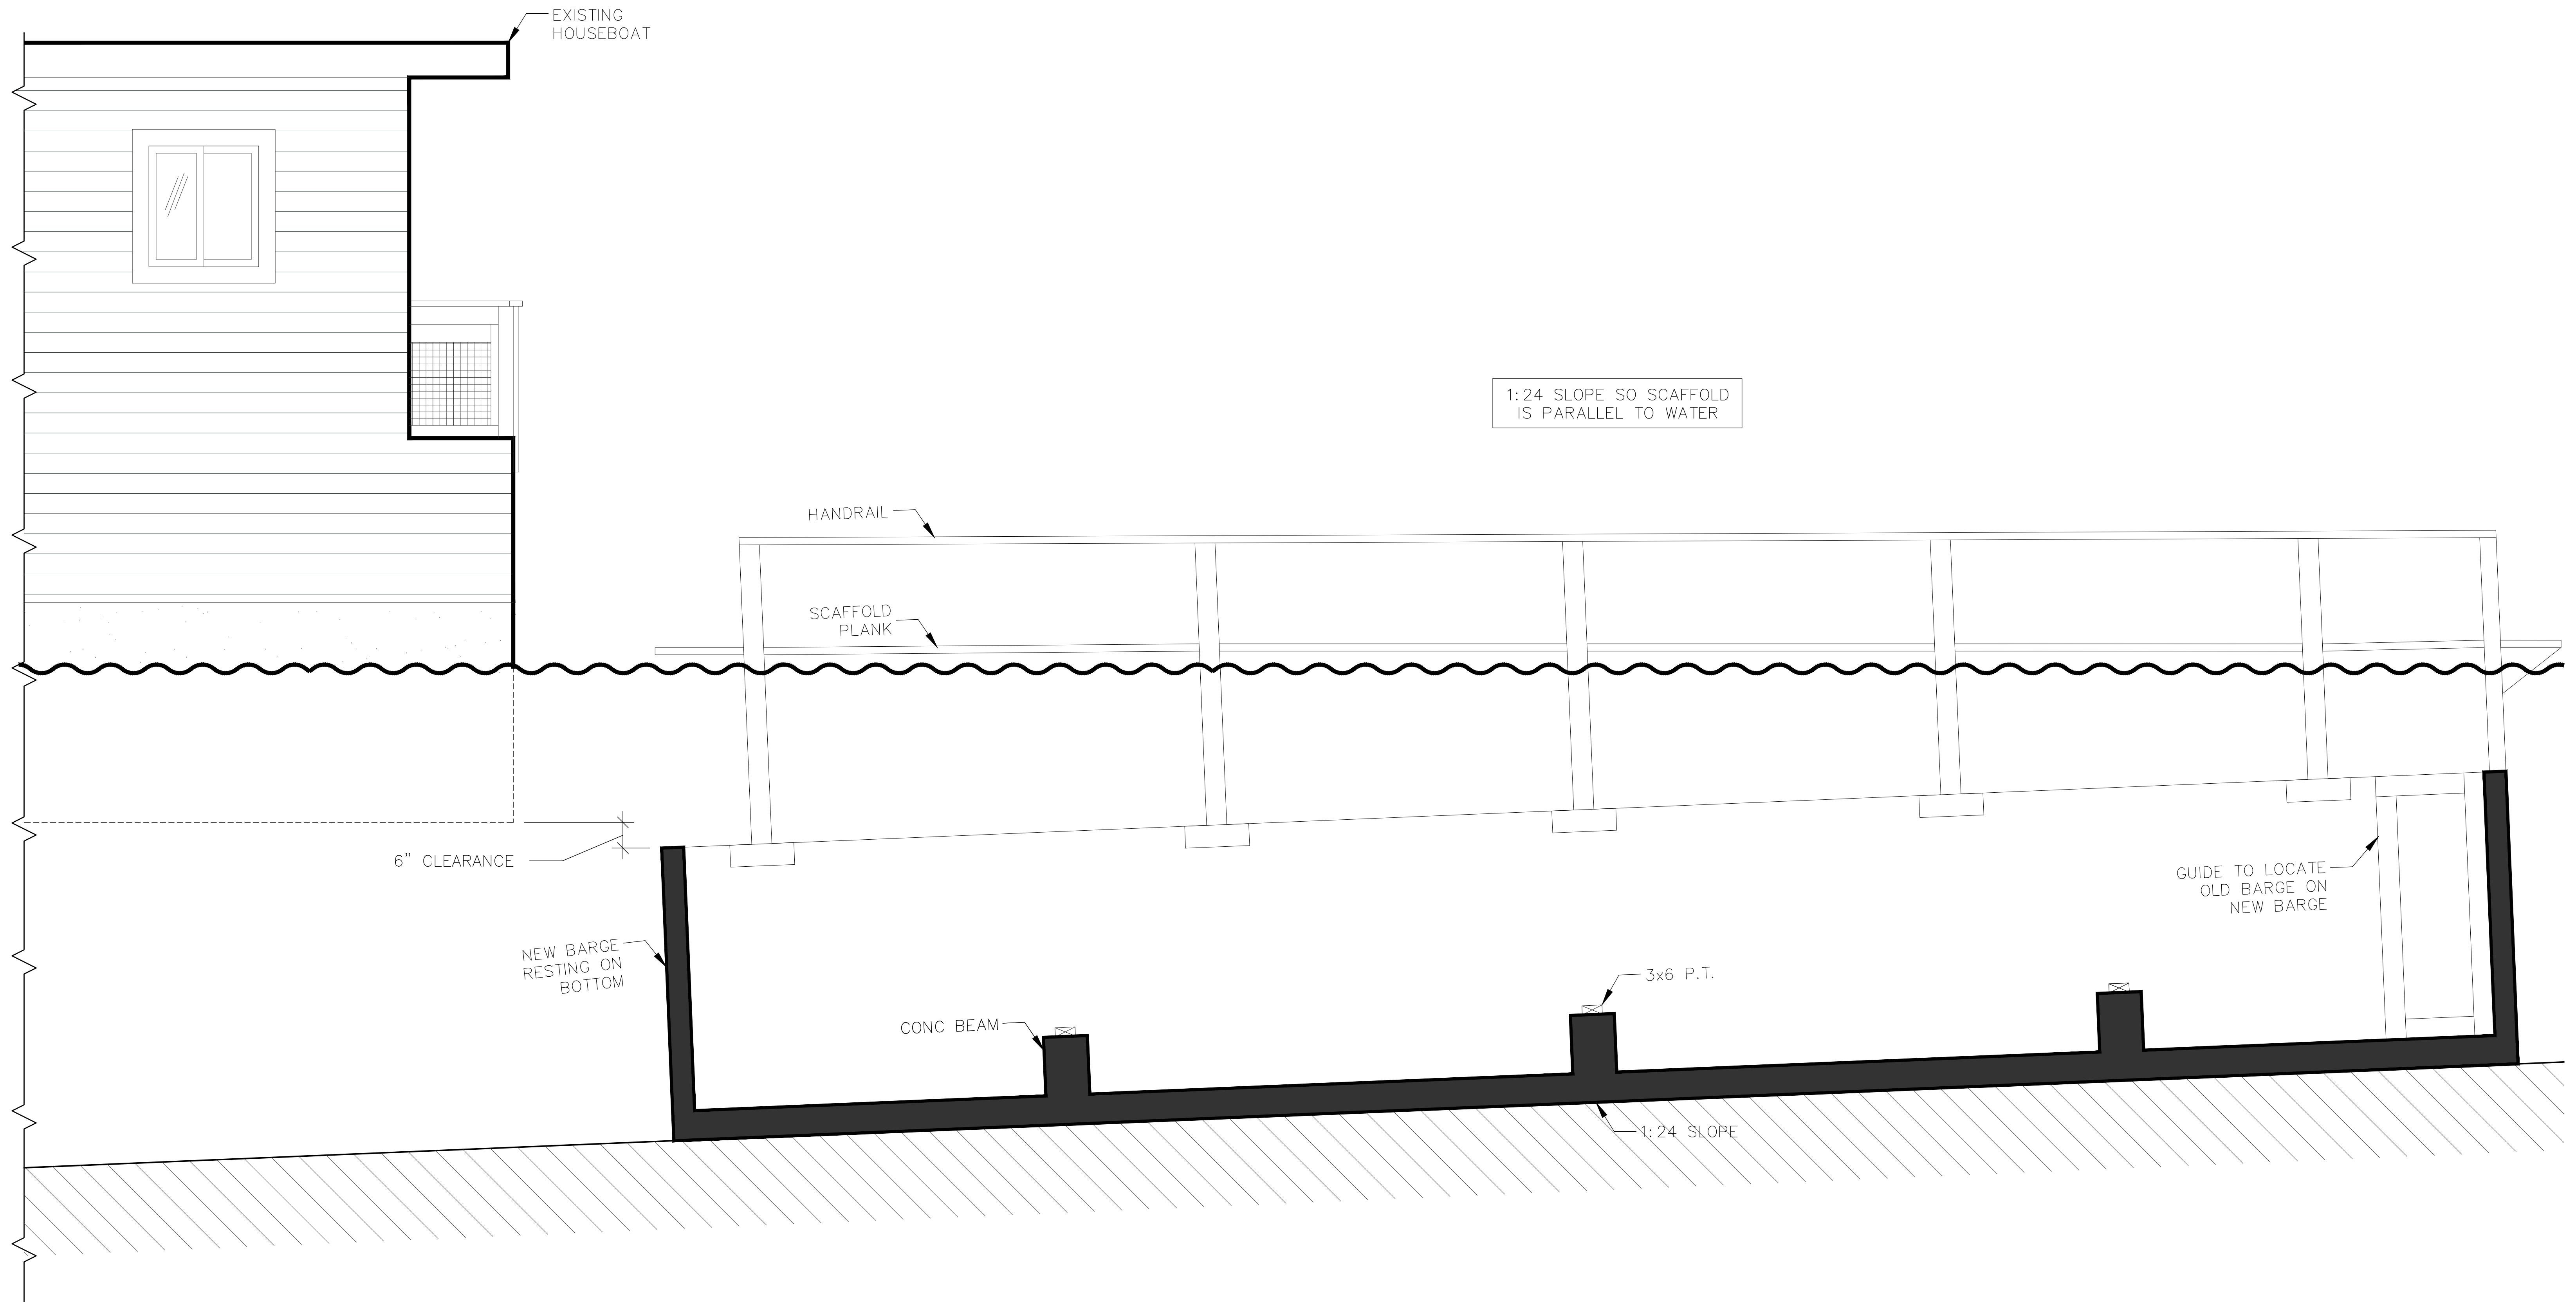 EXISTING
HOUSEBOAT
1:24 SLOPE SO SCAFFOLD
IS PARALLEL TO WATER
HANDRAIL
SCAFFOLD
PLANK
6” CLEARANCE
GUIDE TO LOCATE
OLD BARGE ON
NEW BARGE
NEW BARGE
RESTING ON
BOTTOM
3x6 P.T.
CONC BEAM
1:24 SLOPE